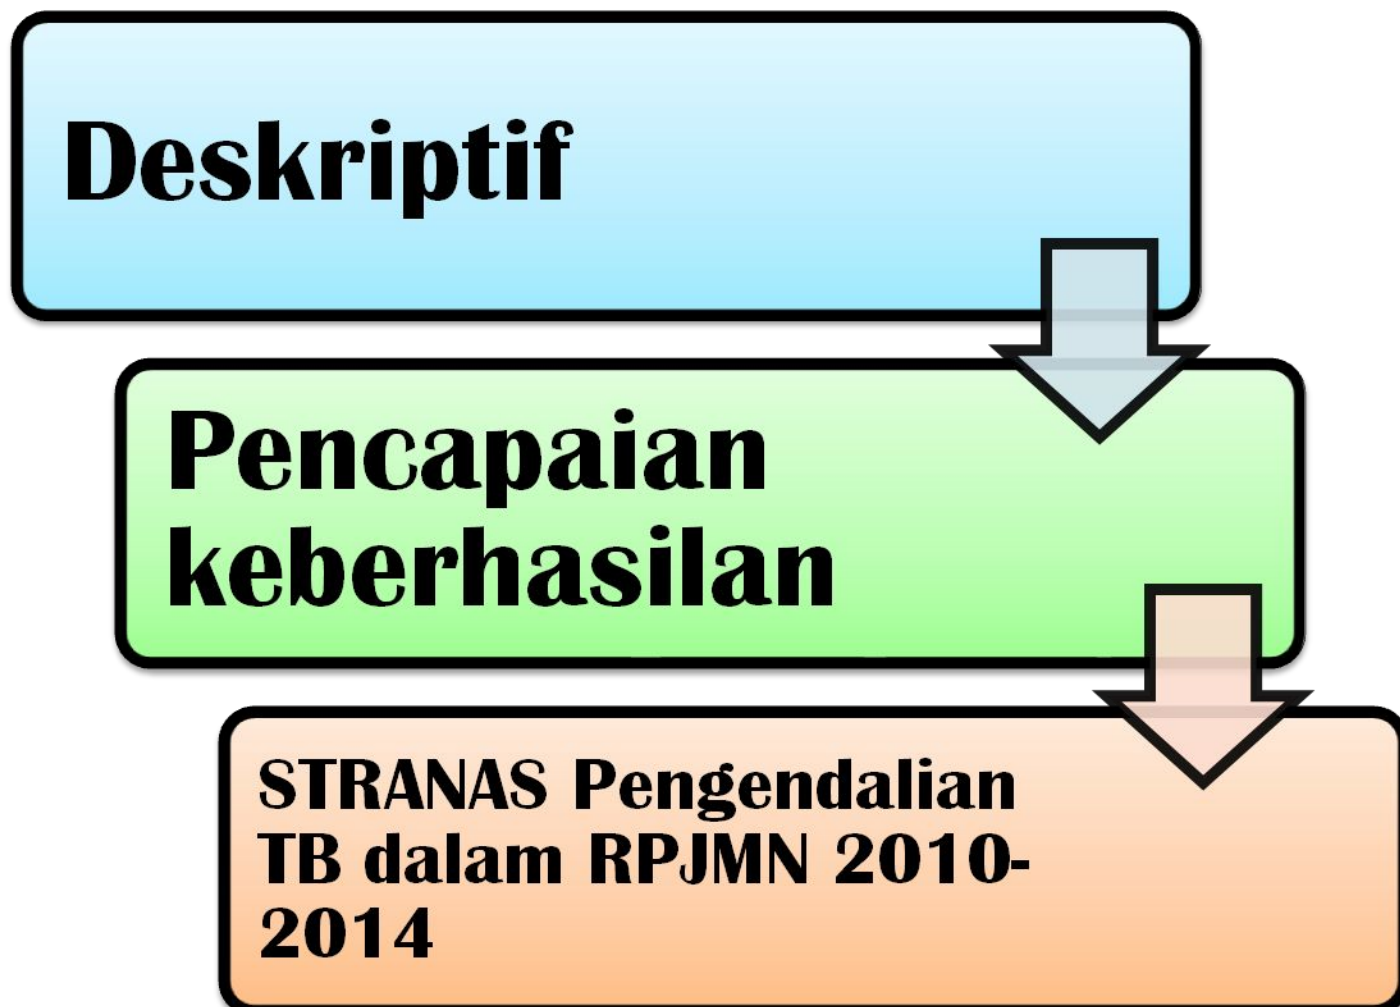 Deskriptif
Pencapaian
keberhasilan
STRANAS Pengendalian
TB dalam RPJMN 2010-
2014